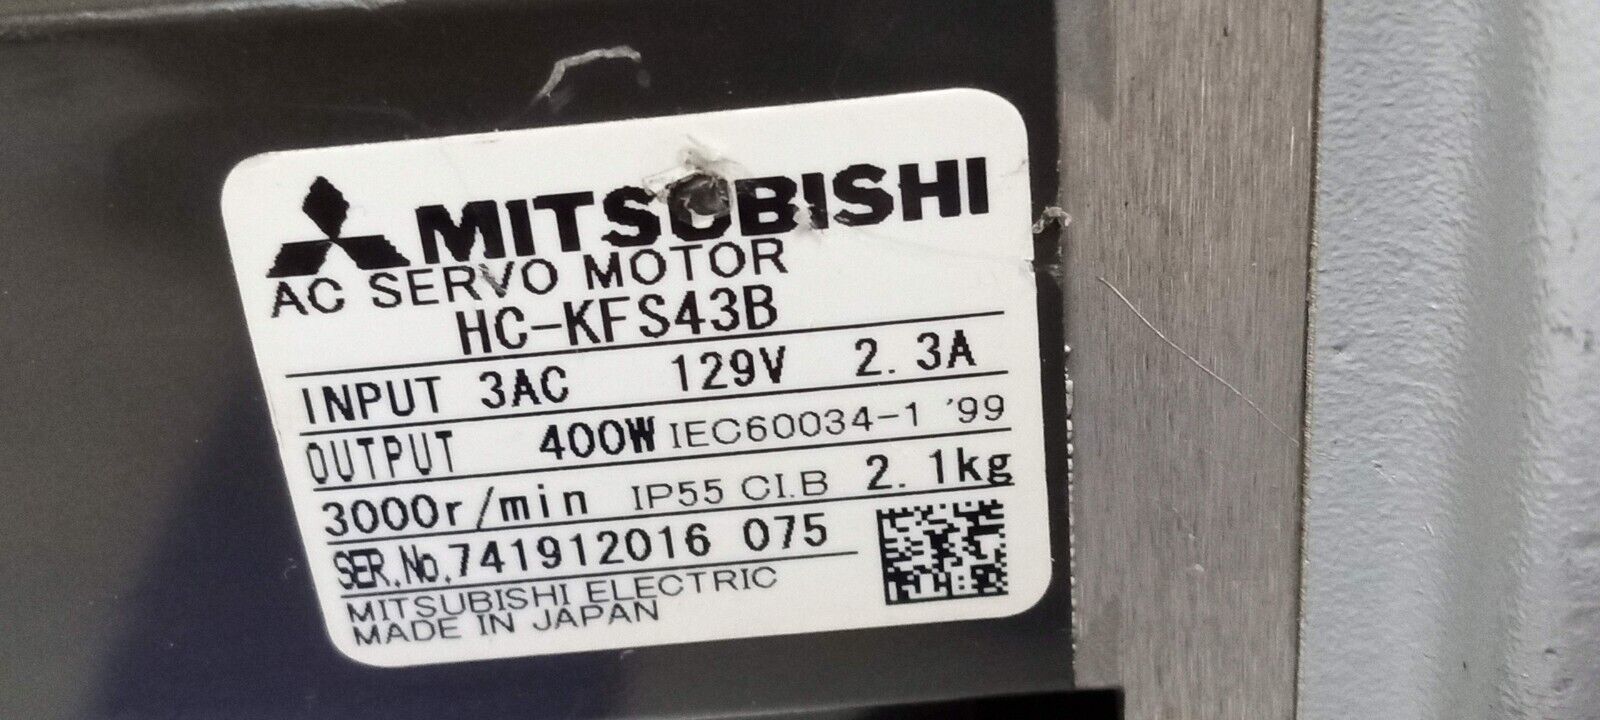 MITSUBISHI
AC SERVO MOTOR
HC-KFS43B
INPUT 3AC 129V 2.3A
OUTPUT 400W IEC60034-1 '99
3000r/min IP55 CI.B 2.1kg
SER.No.741912016 075
MITSUBISHI ELECTRIC
MADE IN JAPAN